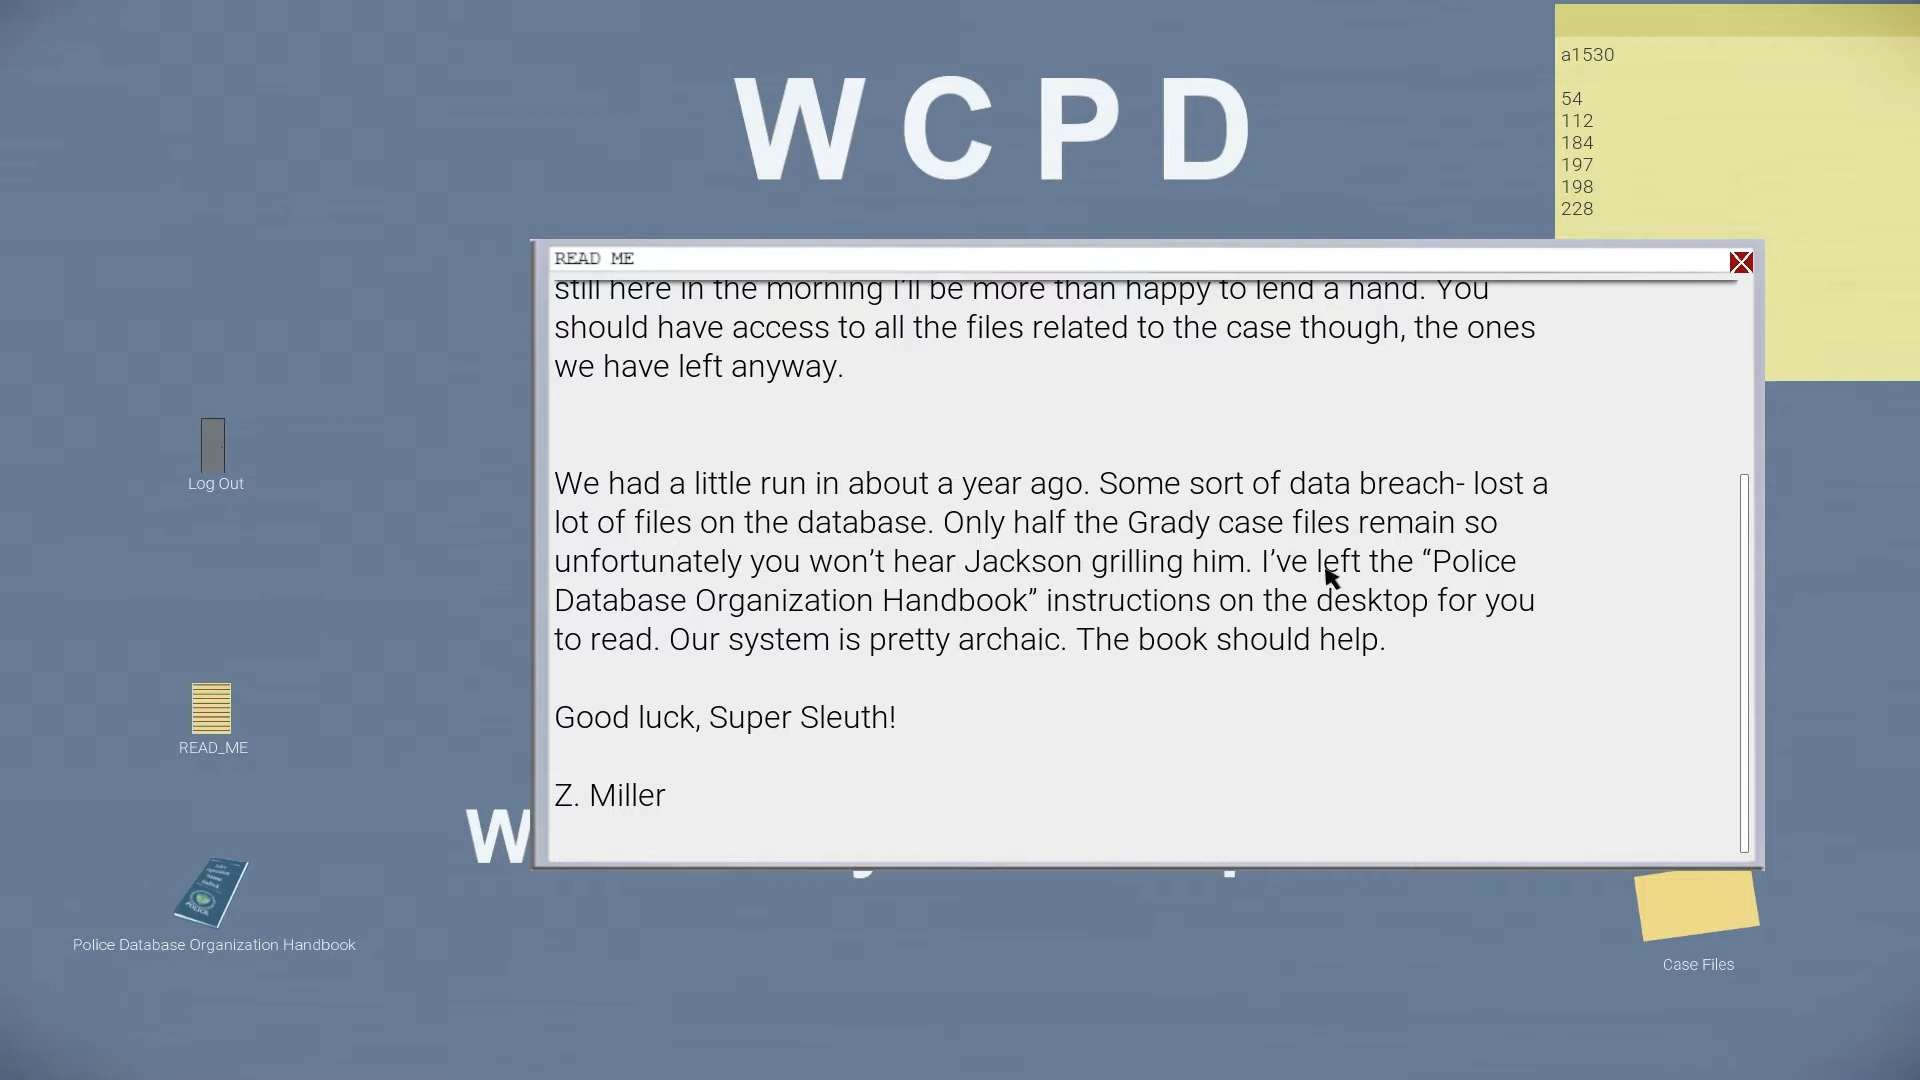 WCPD
a1530
54
112
184
197
198
228
READ ME
still here in the morning I'll be more than happy to lend a hand. You
should have access to all the files related to the case though, the ones
we have left anyway.
We had a little run in about a year ago. Some sort of data breach- lost a
lot of files on the database. Only half the Grady case files remain so
unfortunately you won't hear Jackson grilling him. I've left the “Police
Database Organization Handbook” instructions on the desktop for you
to read. Our system is pretty archaic. The book should help.
Good luck, Super Sleuth!
Z. Miller
Log Out
READ_ME
W
POLICE
Police Database Organization Handbook
Case Files